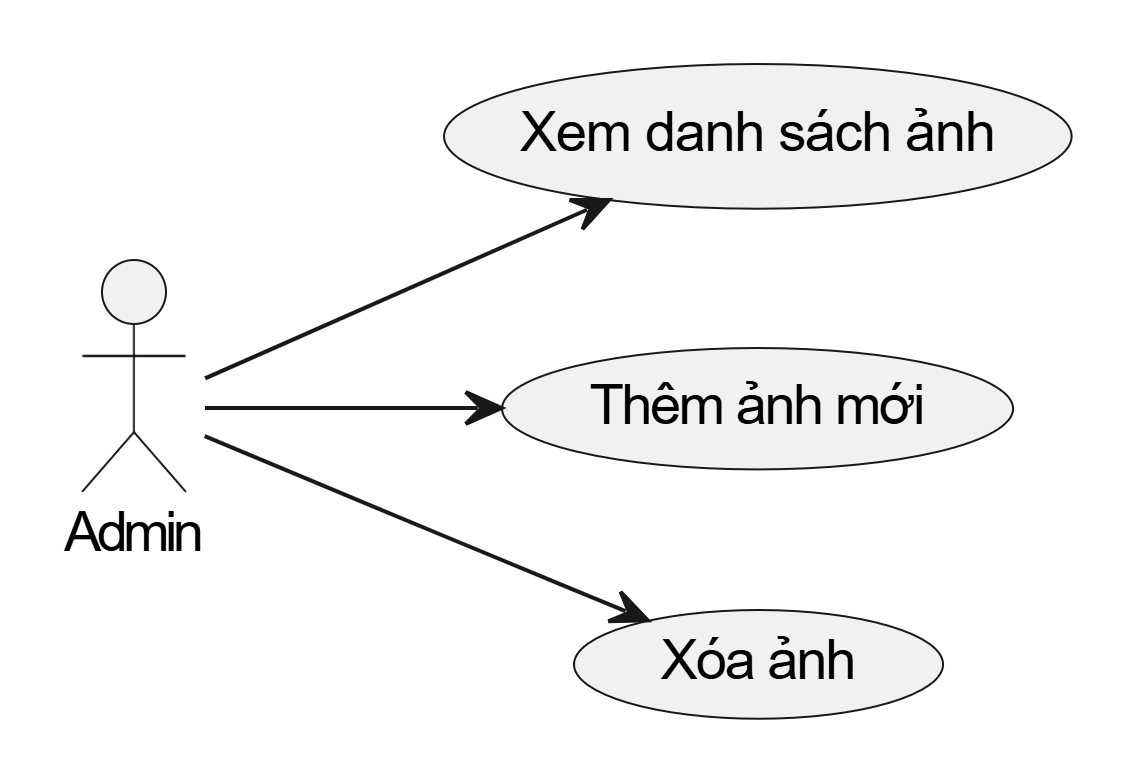 Xem danh sách ảnh
Thêm ảnh mới
Admin
Xóa ảnh